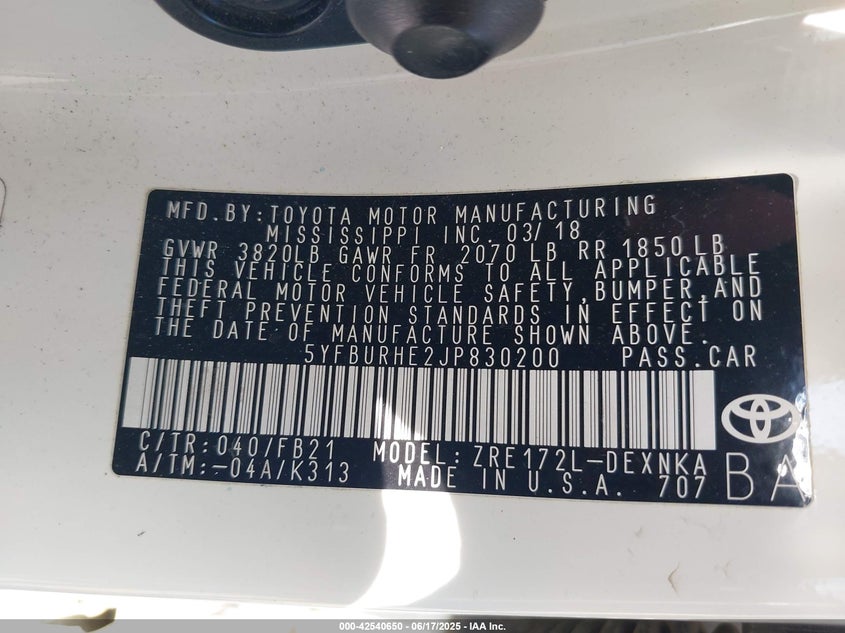 MFD.BY:TOYOTA MOTOR MANUFACTURING
MISSISSIPPI INC. 03/18
GVWR 3820LB GAWR FR 2070 LB RR 1850 LB
THIS VEHICLE CONFORMS TO ALL APPLICABLE
FEDERAL MOTOR VEHICLE SAFETY,BUMPER,AND
THEFT PREVENTION STANDARDS IN EFFECT ON
THE DATE OF MANUFACTURE SHOWN ABOVE.
5YFBURHE2JP830200 PASS.CAR
C/TR:040/FB21 MODEL:ZRE172L-DEXNKA
A/TM:-04A/K313 MADE IN U.S.A. 707
BA
000-42540650 - 06/17/2025 - IAA Inc.